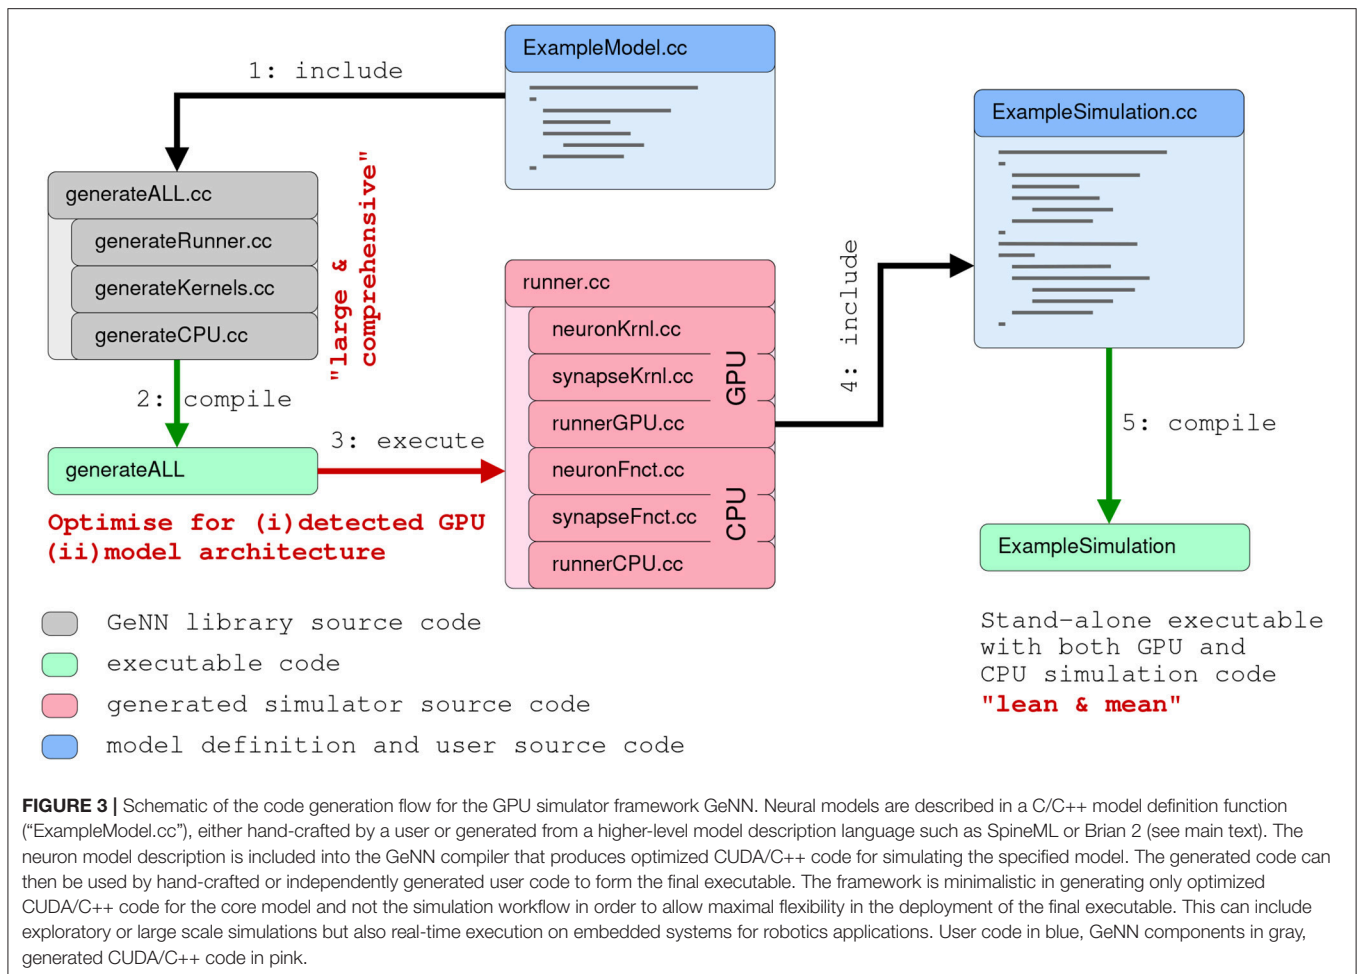 ExampleModel.cc
1: include
generateALL.cc
generateRunner.cc
generateKernels.cc
generateCPU.cc
"large &
comprehensive"
2: compile
generateALL
3: execute
Optimise for (i)detected GPU
(ii)model architecture
runner.cc
neuronKrnl.cc
synapseKrnl.cc
runnerGPU.cc
GPU
neuronFnct.cc
synapseFnct.cc
runnerCPU.cc
CPU
4: include
ExampleSimulation.cc
5: compile
ExampleSimulation
Stand-alone executable
with both GPU and
CPU simulation code
"lean & mean"
GeNN library source code
executable code
generated simulator source code
model definition and user source code
FIGURE 3 | Schematic of the code generation flow for the GPU simulator framework GeNN. Neural models are described in a C/C++ model definition function
(“ExampleModel.cc”), either hand-crafted by a user or generated from a higher-level model description language such as SpineML or Brian 2 (see main text). The
neuron model description is included into the GeNN compiler that produces optimized CUDA/C++ code for simulating the specified model. The generated code can
then be used by hand-crafted or independently generated user code to form the final executable. The framework is minimalistic in generating only optimized
CUDA/C++ code for the core model and not the simulation workflow in order to allow maximal flexibility in the deployment of the final executable. This can include
exploratory or large scale simulations but also real-time execution on embedded systems for robotics applications. User code in blue, GeNN components in gray,
generated CUDA/C++ code in pink.